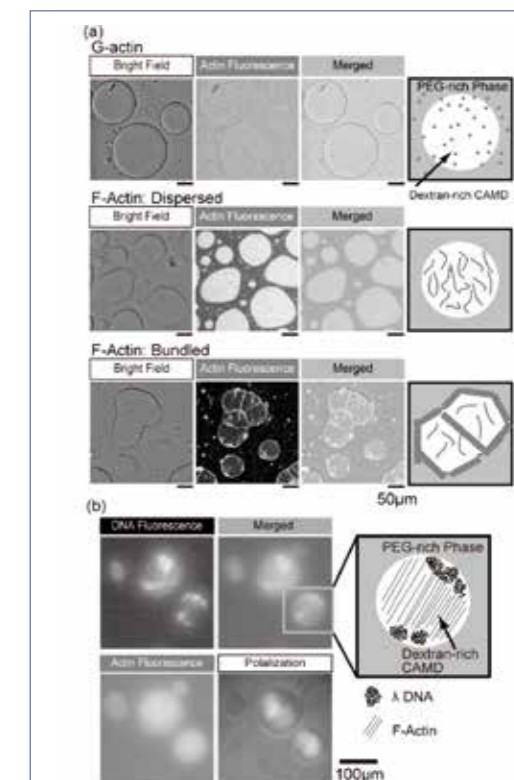 (a)
G-actin
Bright Field Actin Fluorescence Merged
PEG-rich Phase
Dextran-rich CAMD
F-Actin: Dispersed
Bright Field Actin Fluorescence Merged
F-Actin: Bundled
Bright Field Actin Fluorescence Merged
50μm
(b)
DNA Fluorescence Merged
PEG-rich Phase
Dextran-rich
CAMD
Actin Fluorescence Polalization
λ DNA
F-Actin
100μm